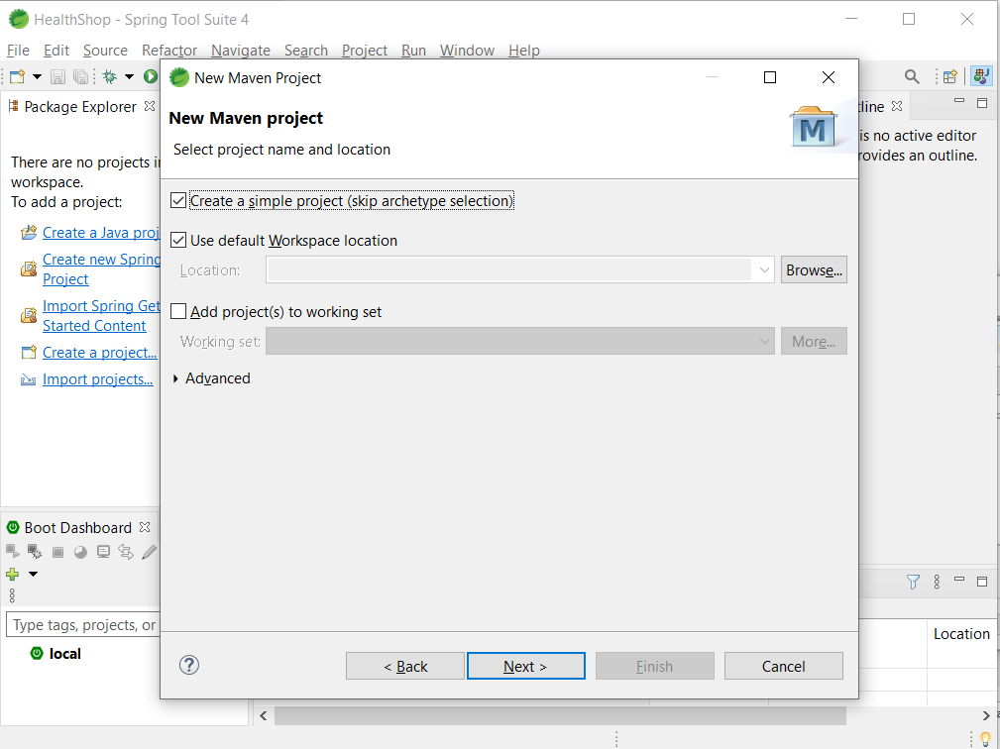 HealthShop - Spring Tool Suite 4
File Edit Source Refactor Navigate Search Project Run Window Help
Package Explorer
There are no projects in
workspace.
To add a project:
Create a Java proj
Create new Spring
Project
Import Spring Get
Started Content
Create a project...
Import projects...
Boot Dashboard
Type tags, projects, or
local
New Maven Project
New Maven project
Select project name and location
M
Create a simple project (skip archetype selection)
Use default Workspace location
Location:
Browse...
Add project(s) to working set
Working set:
More...
Advanced
?
< Back
Next >
Finish
Cancel
tline
is no active editor
rovides an outline.
Location